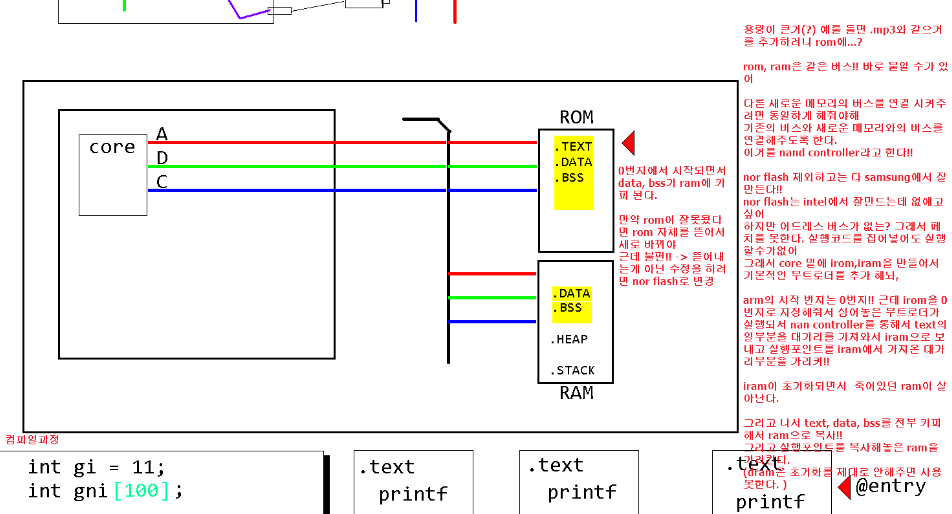 용량이 큰거(?) 예를 들면 .mp3와 같으거
를 추가하려니 rom에...?
rom, ram은 같은 버스!! 바로 붙일 수가 있
어
다른 새로운 메모리의 버스를 연결 시켜주
려면 동일하게 해줘야해
기존의 버스와 새로운 메모리와의 버스를
연결해주도록 한다.
이거를 nand controller라고 한다!!
nor flash 제외하고는 다 samsung에서 잘
만든다!!
nor flash는 intel에서 잘만드는데 없애고
싶어
하지만 어드레스 버스가 없는? 그래서 페
치를 못한다. 실행코드를 집어넣어도 실행
할수가없어
그래서 core 밑에 irom,iram을 만들어서
기본적인 부트로더를 추가 해놔,
arm의 시작 번지는 0번지!! 근데 irom을 0
번지로 지정해줘서 심어놓은 부트로더가
실행되서 nan controller를 통해서 text의
일부분을 대가리를 가져와서 iram으로 보
내고 실행포인트를 iram에서 가져온 대가
리부분을 가리켜!!
iram이 초기화되면서 죽어있던 ram이 살
아난다.
그리고 나서 text, data, bss를 전부 카피
해서 ram으로 복사!!
그리고 실행포인트를 복사해놓은 ram을
가리킨다.
(dram은 초기화를 제대로 안해주면 사용
못한다. )
ROM
A
core
D
C
.TEXT
.DATA
.BSS
0번지에서 시작되면서
data, bss가 ram에 카
피 된다.
만약 rom이 잘못됐다
면 rom 자체를 뜯어서
새로 바꿔야
근데 불편!! -> 뜯어내
는게 아닌 수정을 하려
면 nor flash로 변경
.DATA
.BSS
.HEAP
.STACK
RAM
컴파일과정
int gi = 11;
int gni[100];
.text
printf
.text
printf
.text
printf
@entry